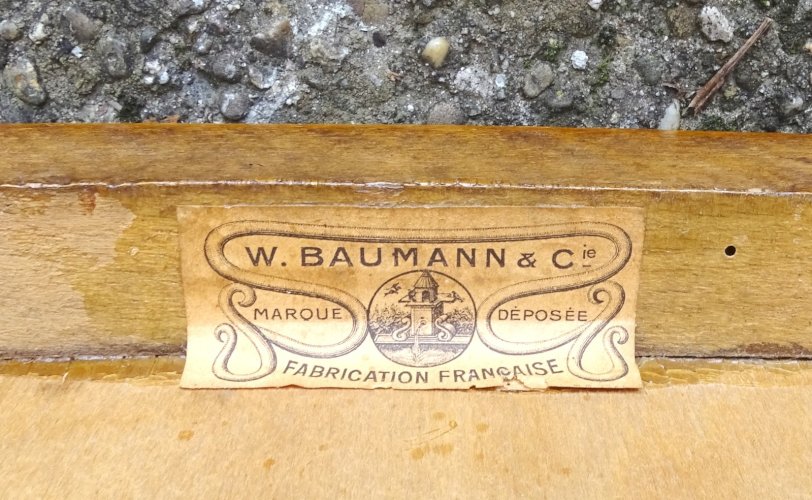 W. BAUMANN & Cie
MARQUE DÉPOSÉE
FABRICATION FRANÇAISE